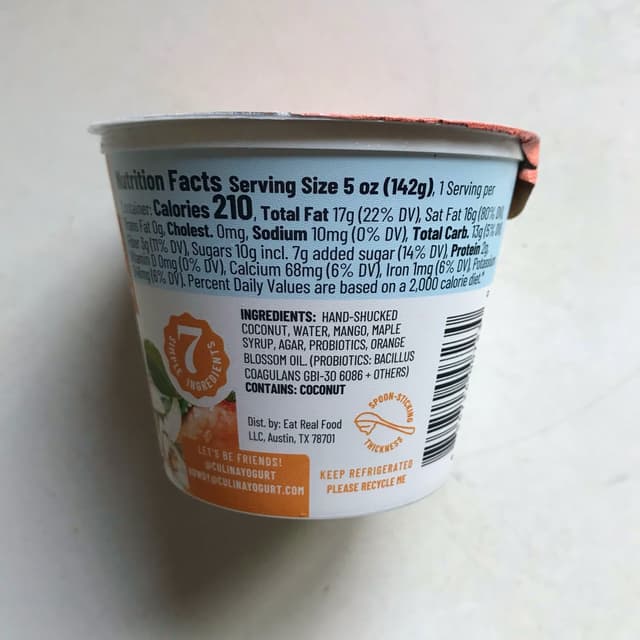 Nutrition Facts Serving Size 5 oz (142g), 1 Serving per
Container: Calories 210, Total Fat 17g (22% DV), Sat Fat 16g (80% DV),
Trans Fat 0g, Cholest. 0mg, Sodium 10mg (0% DV), Total Carb. 13g (5% DV),
Fiber 3g (11% DV), Sugars 10g incl. 7g added sugar (14% DV), Protein 2g,
Vitamin D 0mg (0% DV), Calcium 68mg (6% DV), Iron 1mg (6% DV), Potassium
(6% DV). Percent Daily Values are based on a 2,000 calorie diet.
7
SIMPLE INGREDIENTS
INGREDIENTS: HAND-SHUCKED
COCONUT, WATER, MANGO, MAPLE
SYRUP, AGAR, PROBIOTICS, ORANGE
BLOSSOM OIL. (PROBIOTICS: BACILLUS
COAGULANS GBI-30 6086 + OTHERS)
CONTAINS: COCONUT
SPOON-STICKING
THICKNESS
Dist. by: Eat Real Food
LLC, Austin, TX 78701
LET'S BE FRIENDS!
@CULINAYOGURT
HOWDY@CULINAYOGURT.COM
KEEP REFRIGERATED
PLEASE RECYCLE ME